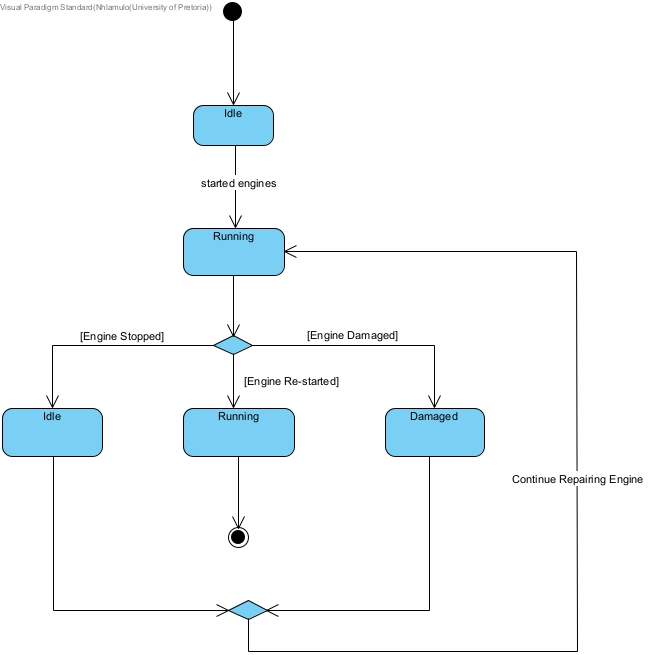 Visual Paradigm Standard(Nhlamulo(University of Pretoria))
Idle
started engines
Running
[Engine Stopped]
[Engine Damaged]
[Engine Re-started]
Idle
Running
Damaged
Continue Repairing Engine